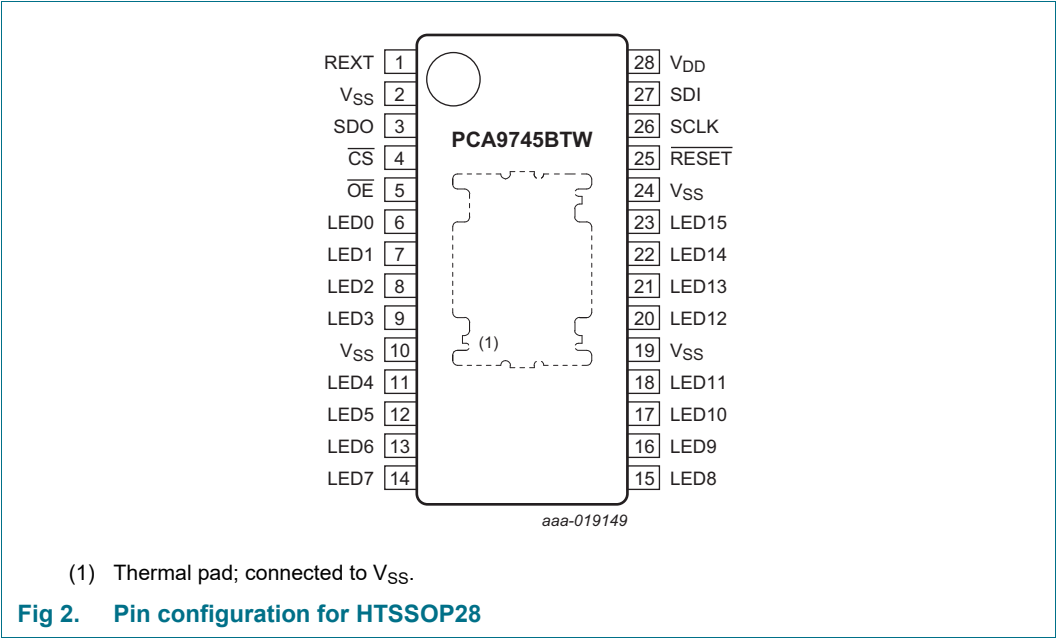 REXT 1
VSS 2
SDO 3
C̅S̅ 4
O̅E̅ 5
LED0 6
LED1 7
LED2 8
LED3 9
VSS 10
LED4 11
LED5 12
LED6 13
LED7 14
PCA9745BTW
(1)
28 VDD
27 SDI
26 SCLK
25 R̅E̅S̅E̅T̅
24 VSS
23 LED15
22 LED14
21 LED13
20 LED12
19 VSS
18 LED11
17 LED10
16 LED9
15 LED8
aaa-019149
(1) Thermal pad; connected to VSS.
Fig 2. Pin configuration for HTSSOP28